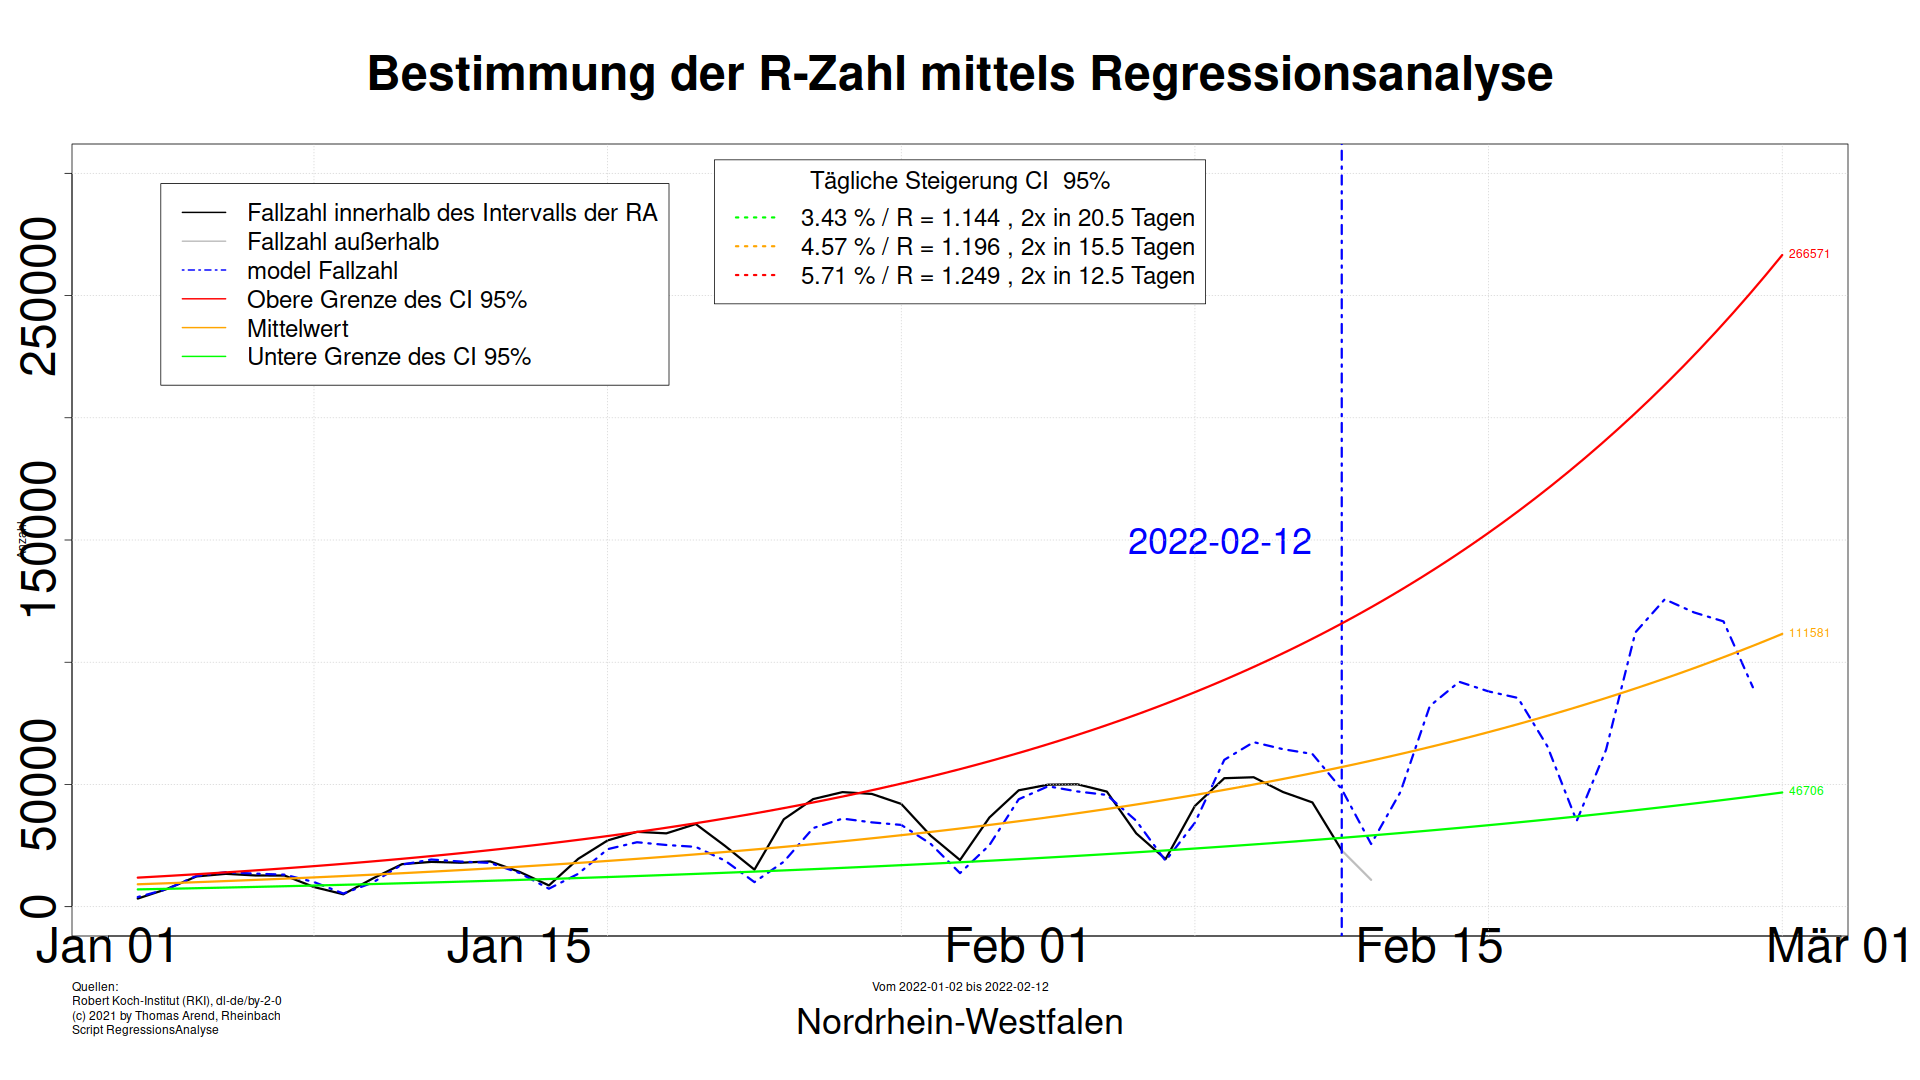 Bestimmung der R-Zahl mittels Regressionsanalyse
Fallzahl innerhalb des Intervalls der RA
Fallzahl außerhalb
model Fallzahl
Obere Grenze des CI 95%
Mittelwert
Untere Grenze des CI 95%
Tägliche Steigerung CI  95%
3.43 % / R = 1.144 , 2x in 20.5 Tagen
4.57 % / R = 1.196 , 2x in 15.5 Tagen
5.71 % / R = 1.249 , 2x in 12.5 Tagen
266571
250000
150000
Anzahl
2022-02-12
111581
46706
50000
0
Jan 01
Jan 15
Feb 01
Feb 15
Mär 01
Quellen:
Robert Koch-Institut (RKI), dl-de/by-2-0
(c) 2021 by Thomas Arend, Rheinbach
Script RegressionsAnalyse
Vom 2022-01-02 bis 2022-02-12
Nordrhein-Westfalen